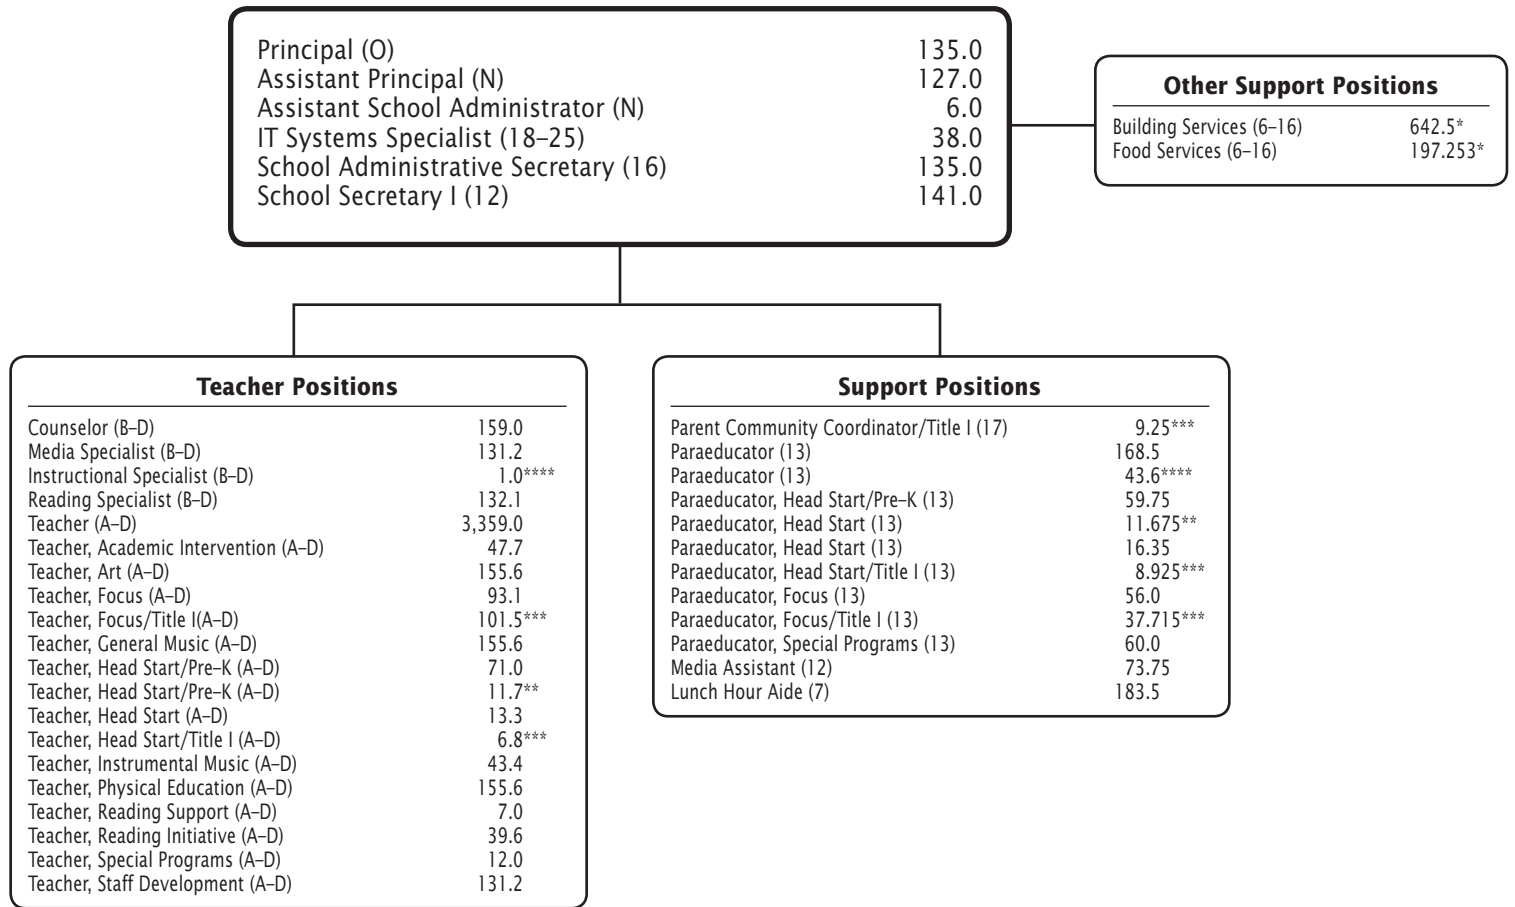 Principal (O) 135.0
Assistant Principal (N) 127.0
Assistant School Administrator (N) 6.0
IT Systems Specialist (18–25) 38.0
School Administrative Secretary (16) 135.0
School Secretary I (12) 141.0
Other Support Positions
Building Services (6–16) 642.5*
Food Services (6–16) 197.253*
Teacher Positions
Counselor (B–D) 159.0
Media Specialist (B–D) 131.2
Instructional Specialist (B–D) 1.0****
Reading Specialist (B–D) 132.1
Teacher (A–D) 3,359.0
Teacher, Academic Intervention (A–D) 47.7
Teacher, Art (A–D) 155.6
Teacher, Focus (A–D) 93.1
Teacher, Focus/Title I(A–D) 101.5***
Teacher, General Music (A–D) 155.6
Teacher, Head Start/Pre–K (A–D) 71.0
Teacher, Head Start/Pre–K (A–D) 11.7**
Teacher, Head Start (A–D) 13.3
Teacher, Head Start/Title I (A–D) 6.8***
Teacher, Instrumental Music (A–D) 43.4
Teacher, Physical Education (A–D) 155.6
Teacher, Reading Support (A–D) 7.0
Teacher, Reading Initiative (A–D) 39.6
Teacher, Special Programs (A–D) 12.0
Teacher, Staff Development (A–D) 131.2
Support Positions
Parent Community Coordinator/Title I (17) 9.25***
Paraeducator (13) 168.5
Paraeducator (13) 43.6****
Paraeducator, Head Start/Pre–K (13) 59.75
Paraeducator, Head Start (13) 11.675**
Paraeducator, Head Start (13) 16.35
Paraeducator, Head Start/Title I (13) 8.925***
Paraeducator, Focus (13) 56.0
Paraeducator, Focus/Title I (13) 37.715***
Paraeducator, Special Programs (13) 60.0
Media Assistant (12) 73.75
Lunch Hour Aide (7) 183.5